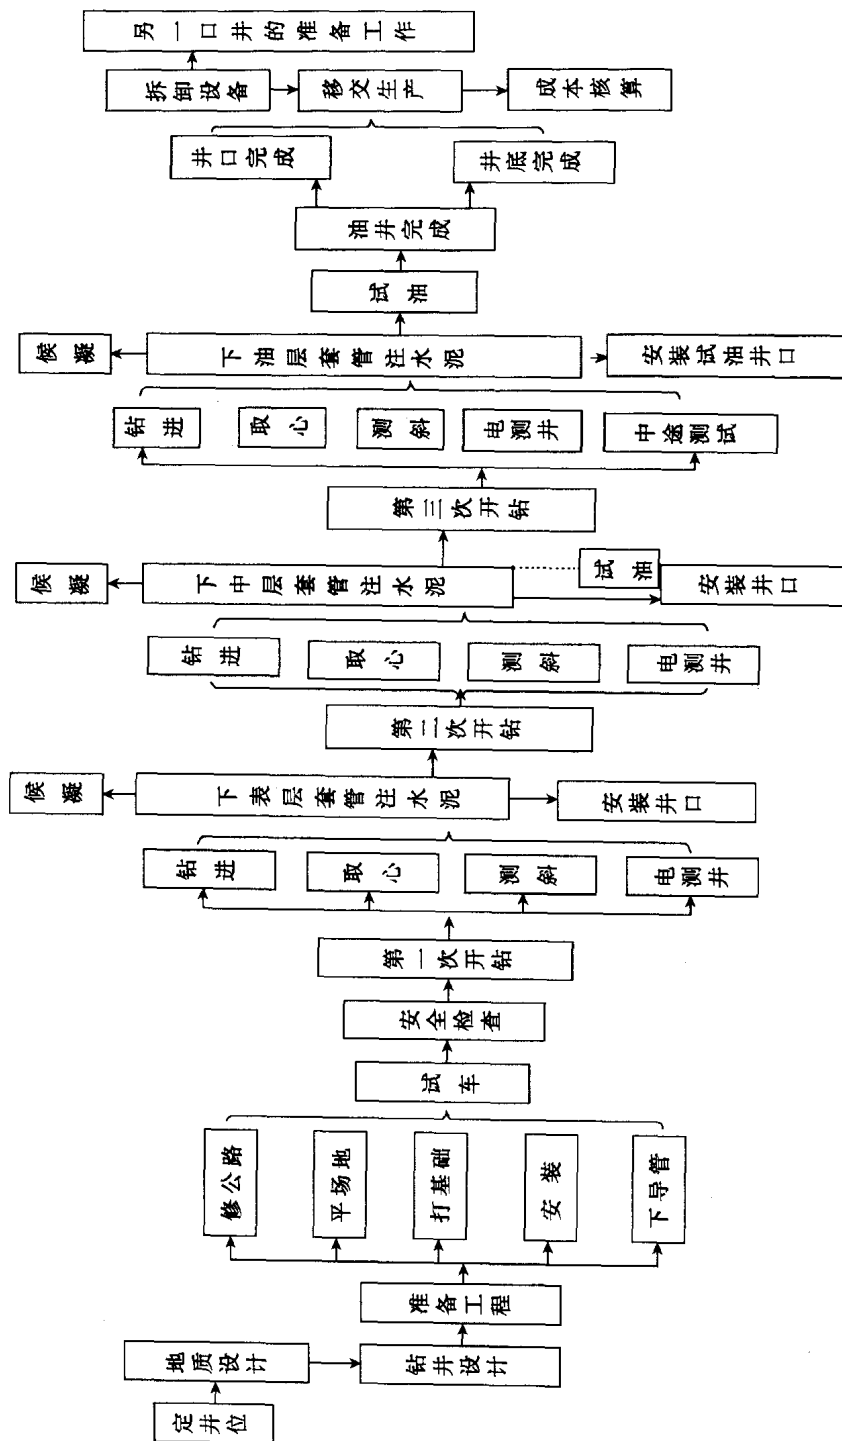 定井位
地质设计
钻井设计
准备工程
修公路
平场地
打基础
安装
下导管
试车
安全检查
第一次开钻
钻进
取心
测斜
电测井
候凝
下表层套管注水泥
安装井口
第二次开钻
钻进
取心
测斜
电测井
候凝
下中层套管注水泥
试油
安装井口
第三次开钻
钻进
取心
测斜
电测井
中途测试
候凝
下油层套管注水泥
安装试油井口
试油
油井完成
井口完成
井底完成
拆卸设备
移交生产
成本核算
另一口井的准备工作